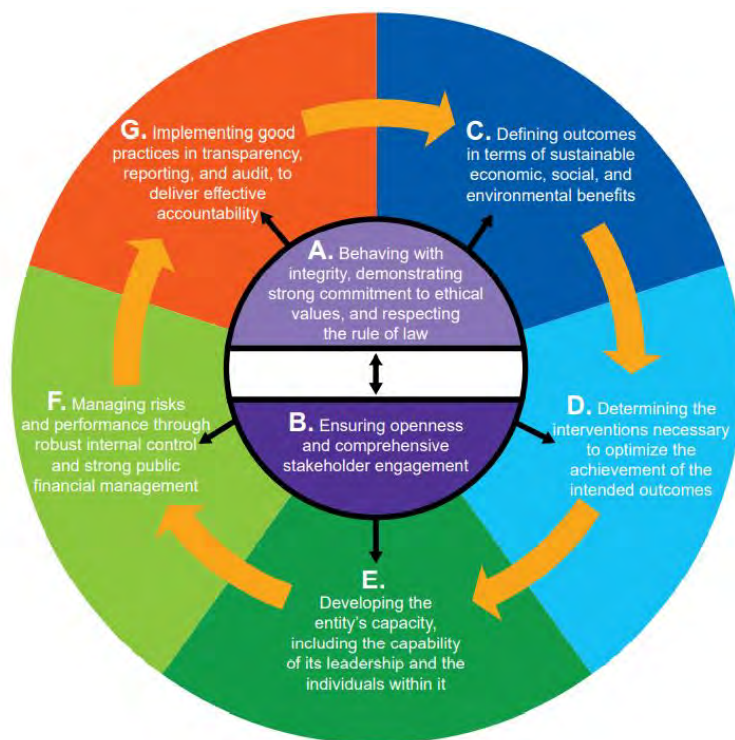 A. Behaving with
integrity, demonstrating
strong commitment to ethical
values, and respecting
the rule of law
B. Ensuring openness
and comprehensive
stakeholder engagement
C. Defining outcomes
in terms of sustainable
economic, social, and
environmental benefits
D. Determining the
interventions necessary
to optimize the
achievement of the
intended outcomes
E.
Developing the
entity's capacity,
including the capability
of its leadership and the
individuals within it
F. Managing risks
and performance through
robust internal control
and strong public
financial management
G. Implementing good
practices in transparency,
reporting, and audit, to
deliver effective
accountability